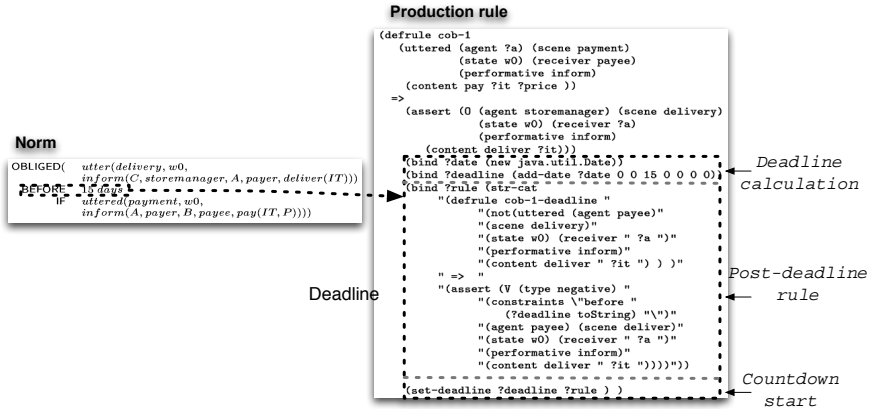 Production rule
(defrule cob-1
(uttered (agent ?a) (scene payment)
(state w0) (receiver payee)
(performative inform)
(content pay ?it ?price ))
=>
(assert (O (agent storemanager) (scene delivery)
(state w0) (receiver ?a)
(performative inform)
(content deliver ?it)))
(bind ?date (new java.util.Date))
(bind ?deadline (add-date ?date 0 0 15 0 0 0 0))
(bind ?rule (str-cat
"(defrule cob-1-deadline "
"(not(uttered (agent payee)"
"(scene delivery)"
"(state w0) (receiver " ?a ")"
"(performative inform)"
"(content deliver " ?it ") ) )"
" => "
"(assert (V (type negative) "
"(constraints \"before "
(?deadline toString) "\")"
"(agent payee) (scene deliver)"
"(state w0) (receiver " ?a ")"
"(performative inform)"
"(content deliver " ?it "))))"))
(set-deadline ?deadline ?rule ) )
Norm
OBLIGED( utter(delivery, w0,
inform(C, storemanager, A, payer, deliver(IT)))
BEFORE 15 days
IF uttered(payment, w0,
inform(A, payer, B, payee, pay(IT, P))))
Deadline
Deadline
calculation
Post-deadline
rule
Countdown
start